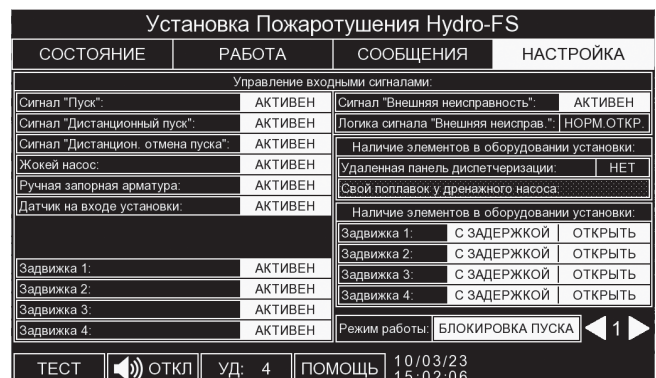 Установка Пожаротушения Hydro-FS
СОСТОЯНИЕ РАБОТА СООБЩЕНИЯ НАСТРОЙКА
Управление входными сигналами:
Сигнал "Пуск": АКТИВЕН
Сигнал "Дистанционный пуск": АКТИВЕН
Сигнал "Дистанцион. отмена пуска": АКТИВЕН
Жокей насос: АКТИВЕН
Ручная запорная арматура: АКТИВЕН
Датчик на входе установки: АКТИВЕН
Задвижка 1: АКТИВЕН
Задвижка 2: АКТИВЕН
Задвижка 3: АКТИВЕН
Задвижка 4: АКТИВЕН
Сигнал "Внешняя неисправность": АКТИВЕН
Логика сигнала "Внешняя неисправ.": НОРМ.ОТКР.
Наличие элементов в оборудовании установки:
Удаленная панель диспетчеризации: НЕТ
Свой поплавок у дренажного насоса:
Наличие элементов в оборудовании установки:
Задвижка 1: С ЗАДЕРЖКОЙ | ОТКРЫТЬ
Задвижка 2: С ЗАДЕРЖКОЙ | ОТКРЫТЬ
Задвижка 3: С ЗАДЕРЖКОЙ | ОТКРЫТЬ
Задвижка 4: С ЗАДЕРЖКОЙ | ОТКРЫТЬ
Режим работы: БЛОКИРОВКА ПУСКА 1
ТЕСТ ОТКЛ УД: 4 ПОМОЩЬ 10/03/23
15:02:06